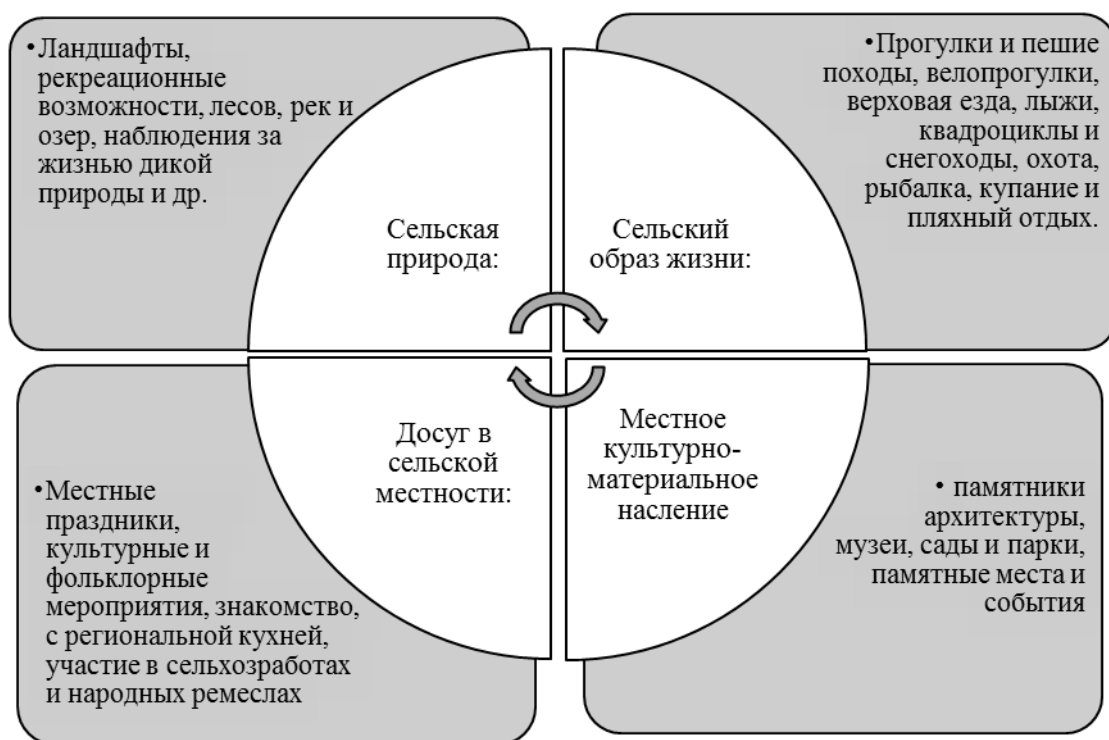 •Ландшафты,
рекреационные
возможности, лесов, рек и
озер, наблюдения за
жизнью дикой
природы и др.
Сельская
природа:
•Прогулки и пешие
походы, велопрогулки,
верховая езда, лыжи,
квадроциклы и
снегоходы, охота,
рыбалка, купание и
пляхный отдых.
Сельский
образ жизни:
•Местные
праздники,
культурные и
фольклорные
мероприятия, знакомство,
с региональной кухней,
участие в сельхозработах
и народных ремеслах
Досуг в
сельской
местности:
Местное
культурно-
материальное
насление
• памятники
архитектуры,
музеи, сады и парки,
памятные места и
события